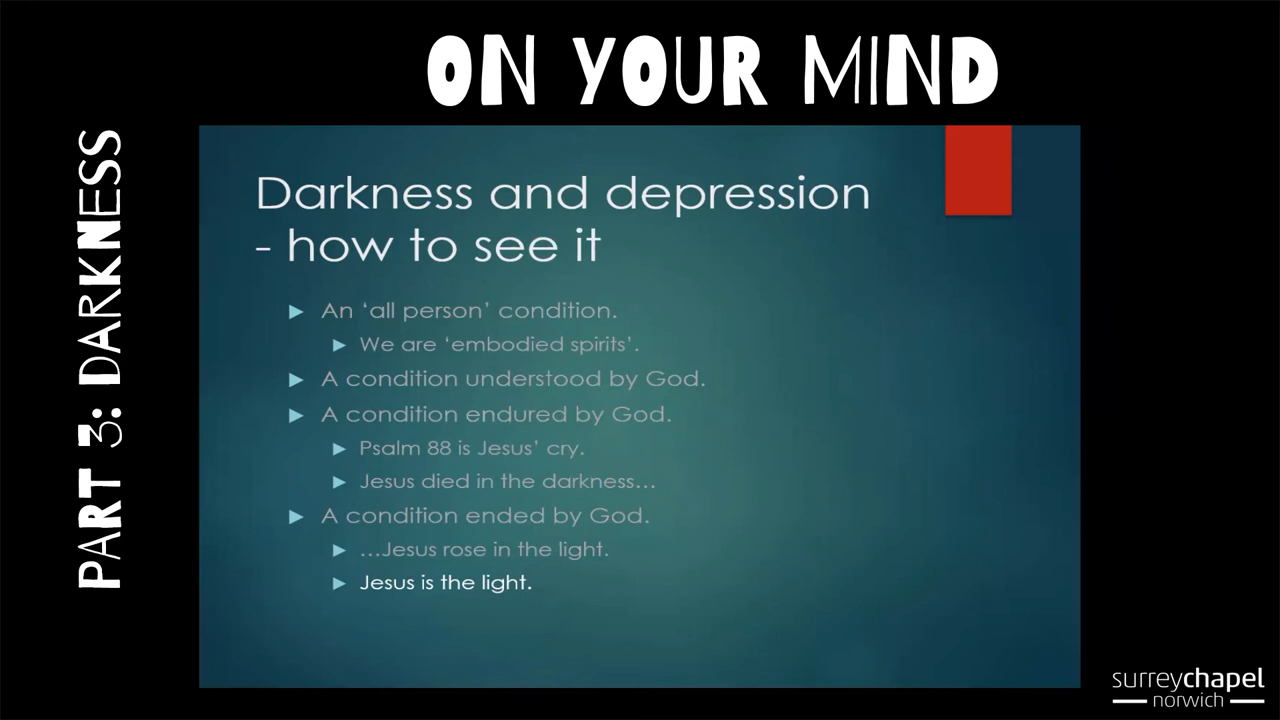 ON YOUR MIND
PART 3: DARKNESS
Darkness and depression
- how to see it
An ‘all person’ condition.
We are ‘embodied spirits’.
A condition understood by God.
A condition endured by God.
Psalm 88 is Jesus’ cry.
Jesus died in the darkness…
A condition ended by God.
…Jesus rose in the light.
Jesus is the light.
surreychapel
norwich